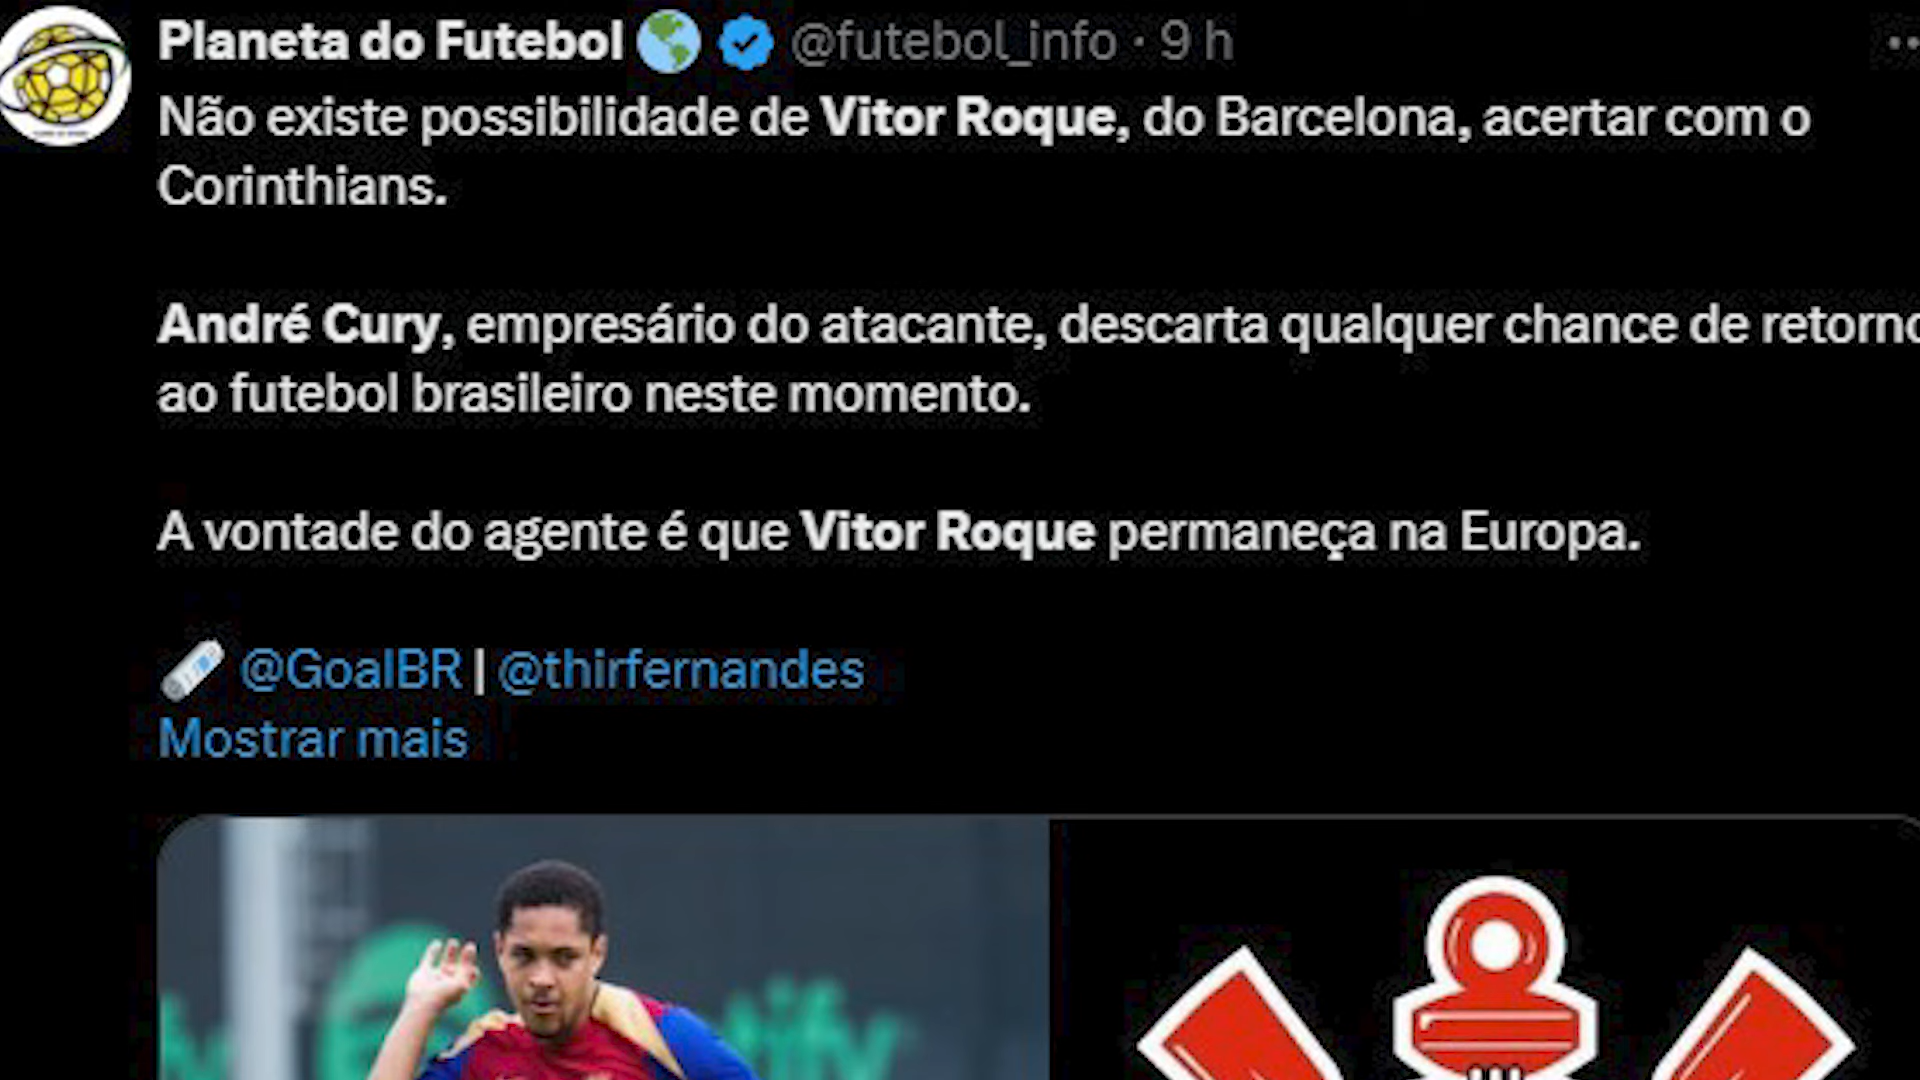 Planeta do Futebol @futebol_info · 9 h
Não existe possibilidade de Vitor Roque, do Barcelona, acertar com o
Corinthians.
André Cury, empresário do atacante, descarta qualquer chance de retorno
ao futebol brasileiro neste momento.
A vontade do agente é que Vitor Roque permaneça na Europa.
@GoalBR | @thirfernandes
Mostrar mais